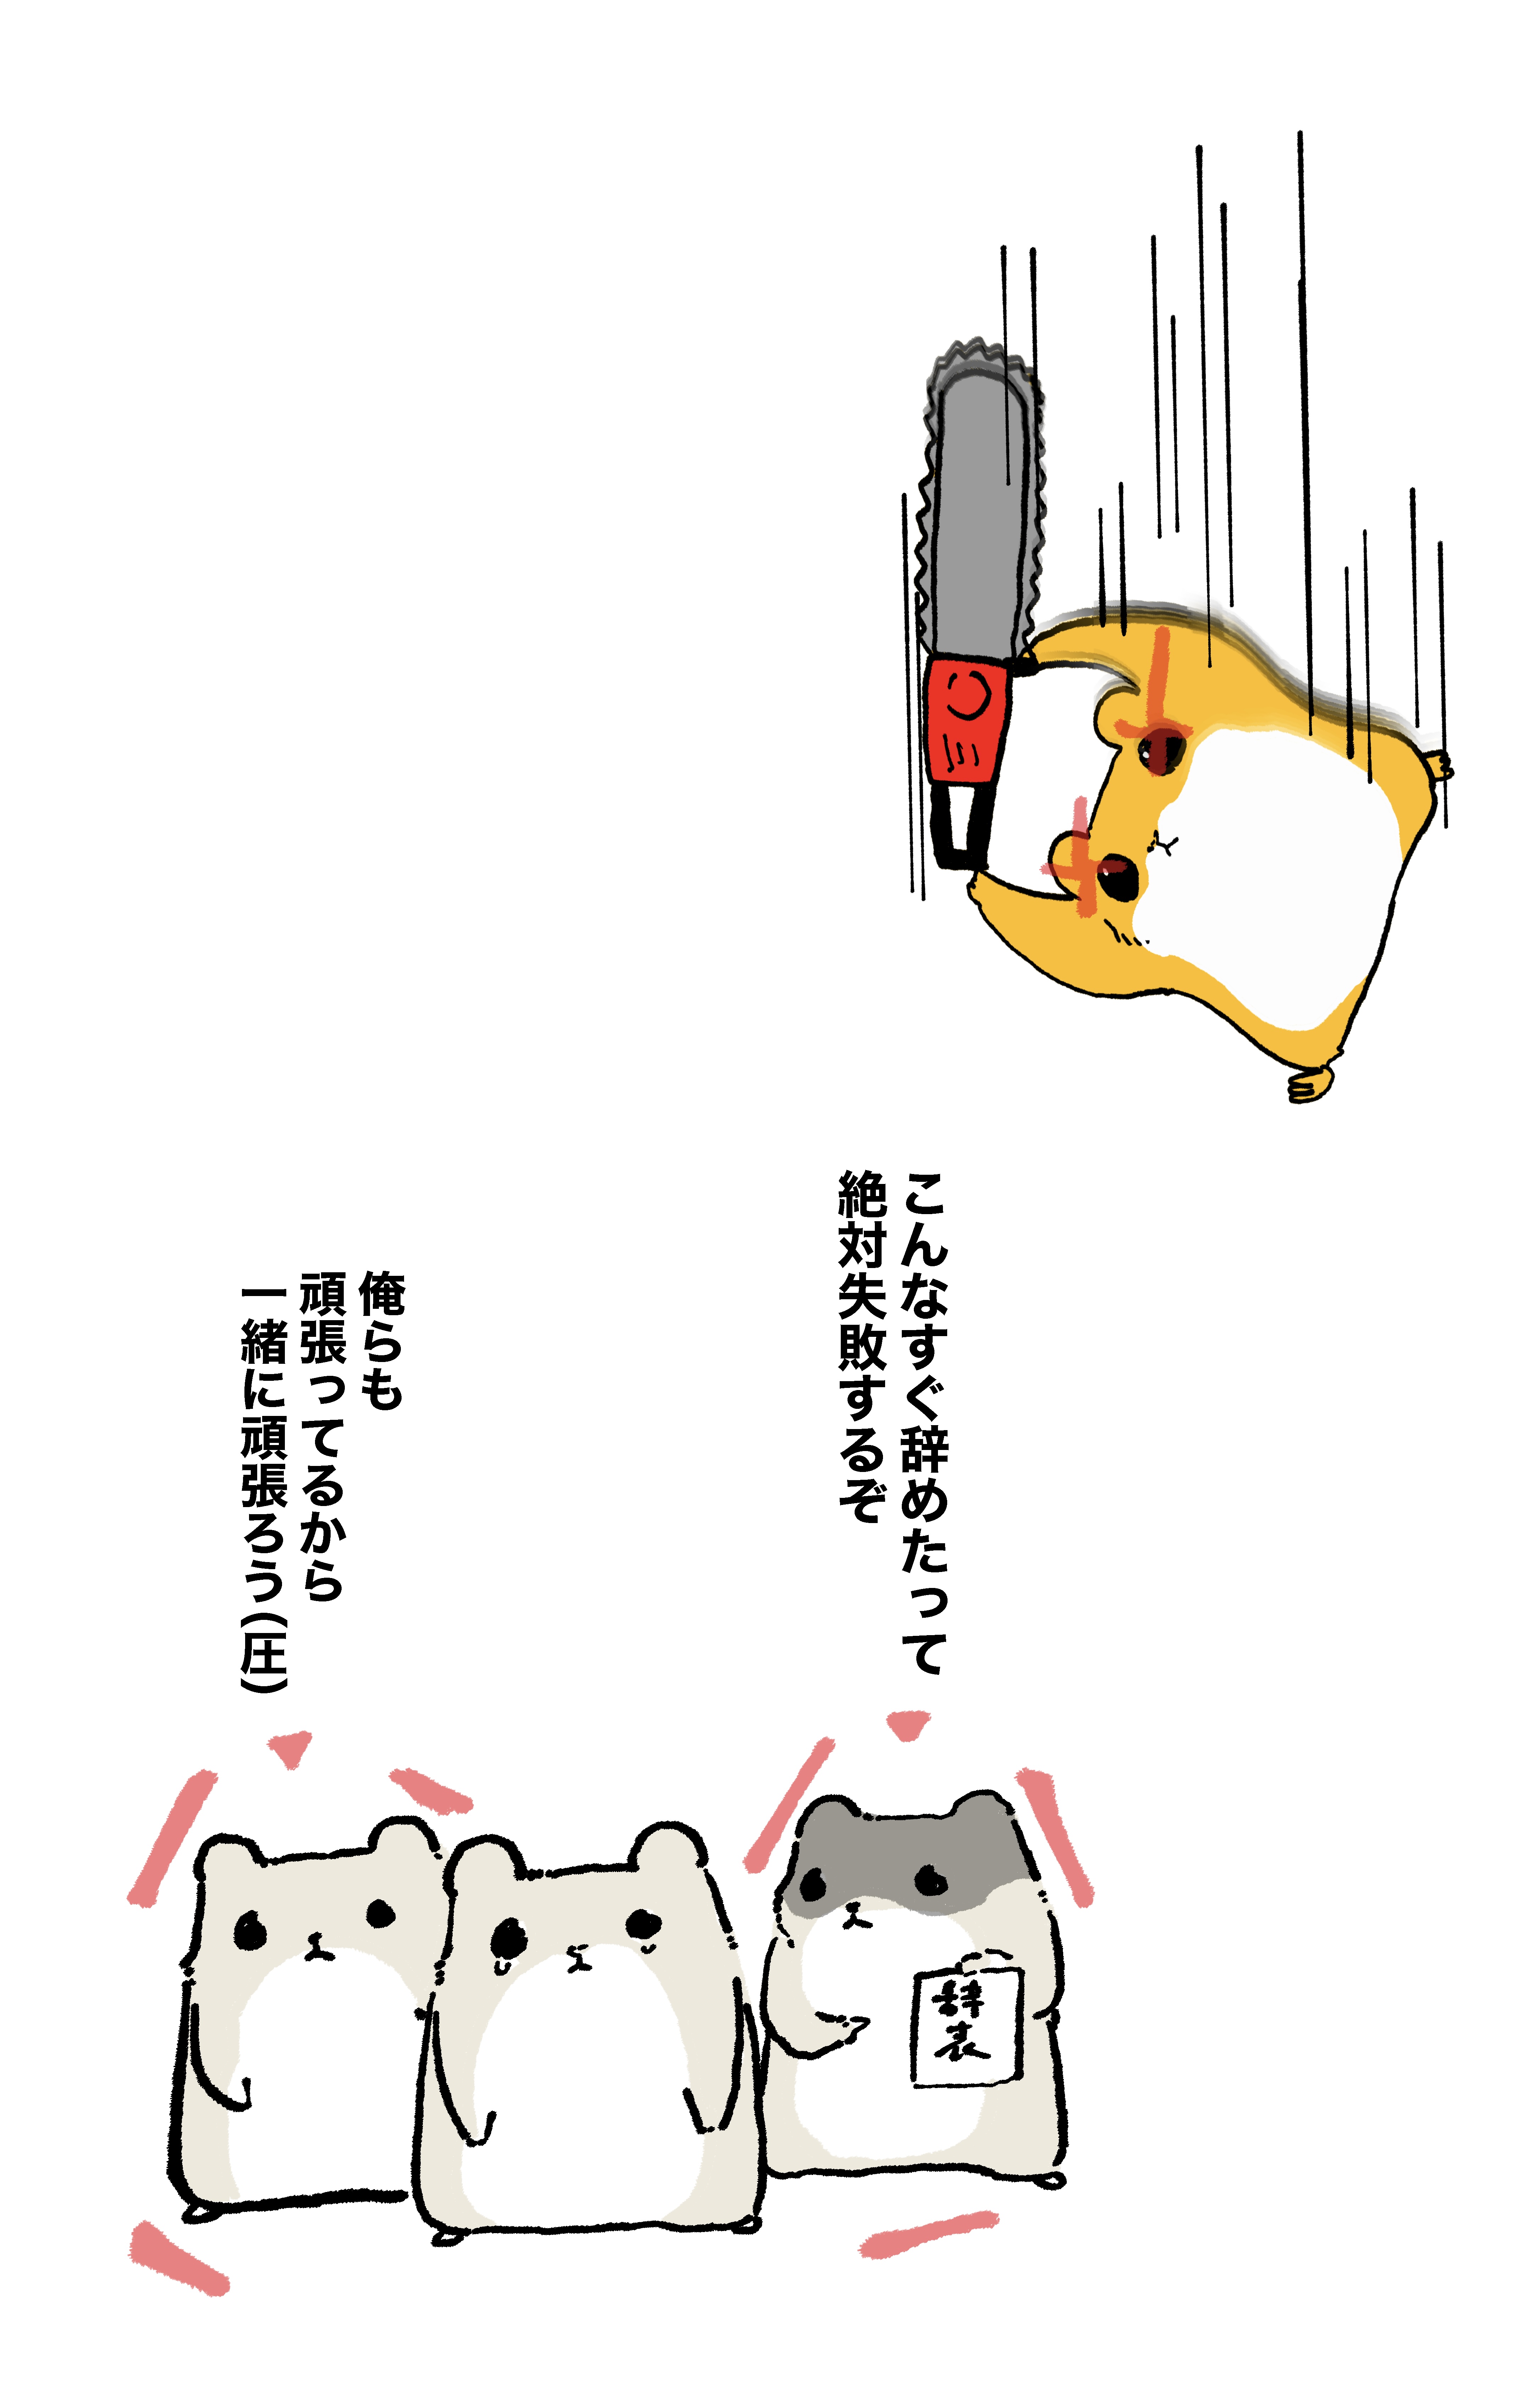 こんなすぐ辞めたって
絶対失敗するぞ
俺らも
頑張ってるから
一緒に頑張ろう(圧)
辞表